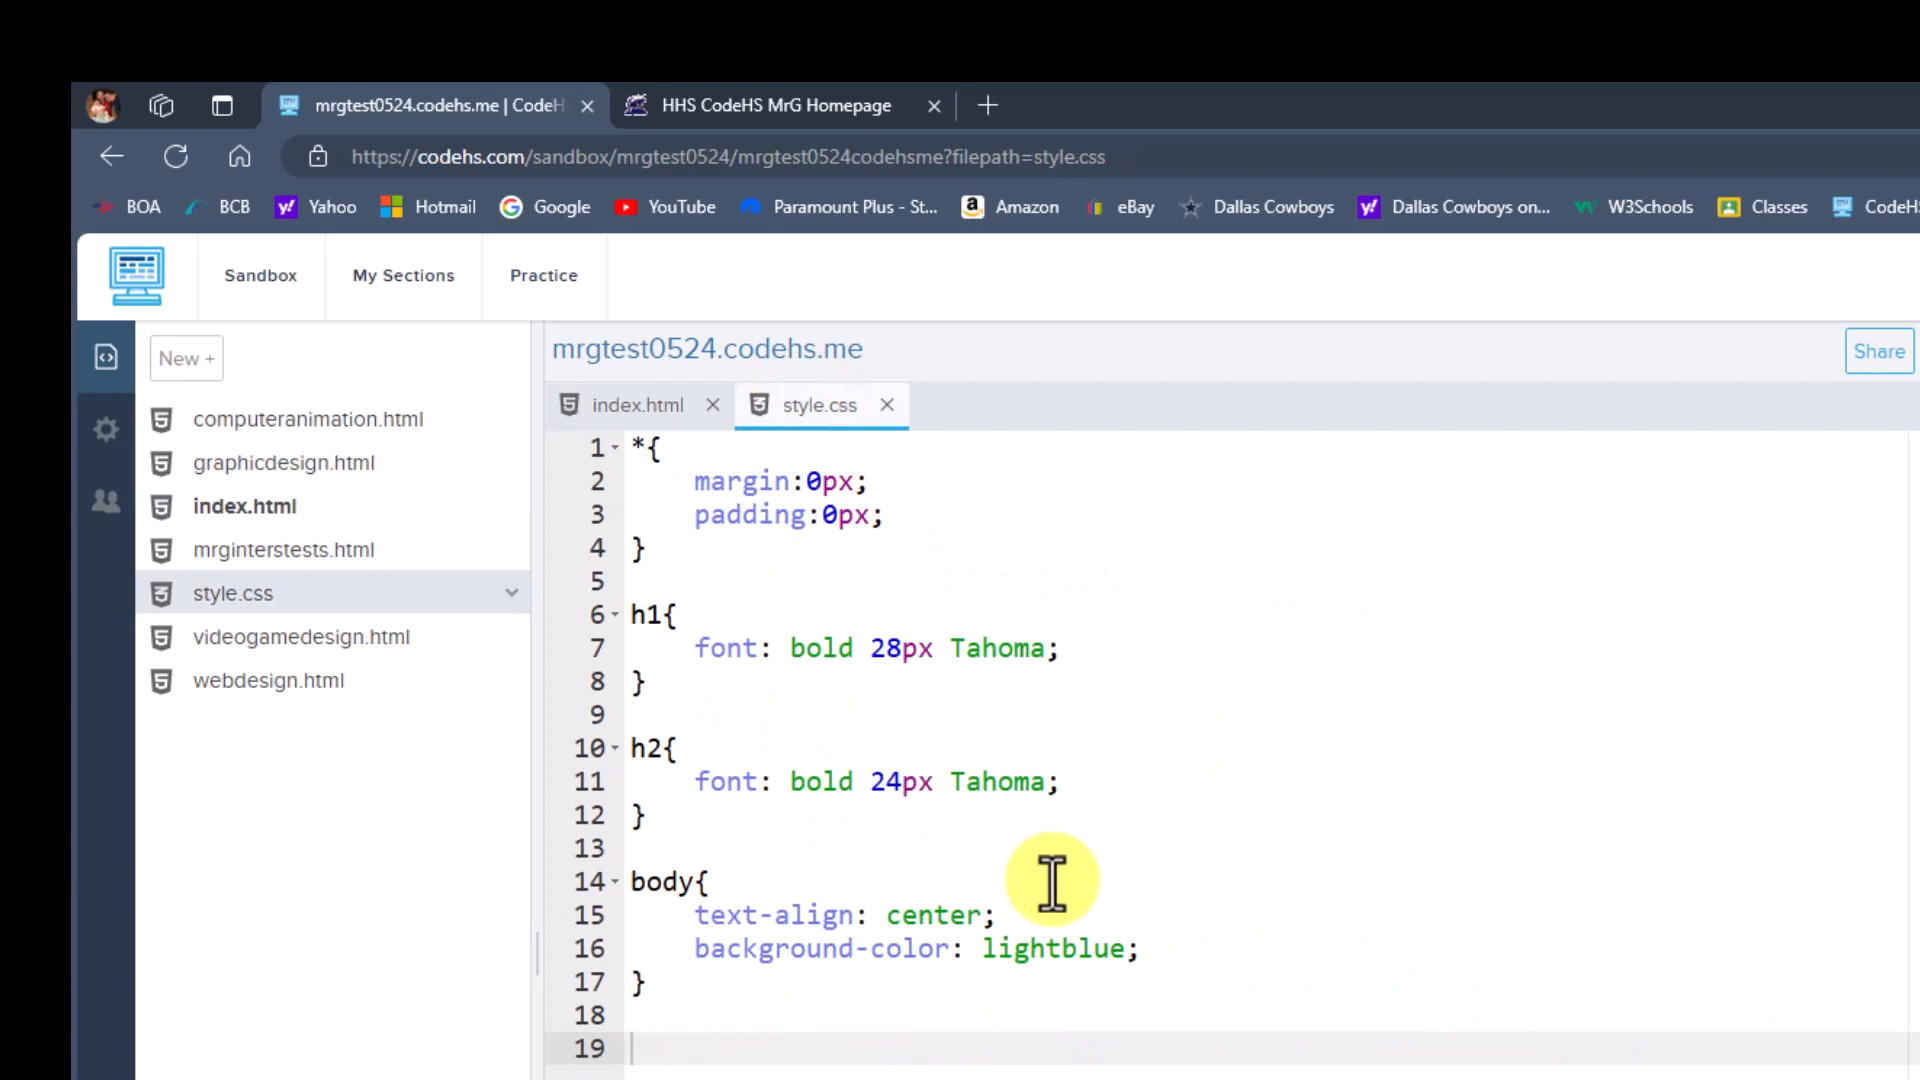 mrgtest0524.codehs.me | CodeH
HHS CodeHS MrG Homepage
https://codehs.com/sandbox/mrgtest0524/mrgtest0524codehsme?filepath=style.css
BOA BCB Yahoo Hotmail Google YouTube Paramount Plus - St... Amazon eBay Dallas Cowboys Dallas Cowboys on... W3Schools Classes CodeH
Sandbox My Sections Practice
New +
computeranimation.html
graphicdesign.html
index.html
mrginterstests.html
style.css
videogamedesign.html
webdesign.html
mrgtest0524.codehs.me
Share
index.html style.css
1 *{
2 margin:0px;
3 padding:0px;
4 }
5
6 h1{
7 font: bold 28px Tahoma;
8 }
9
10 h2{
11 font: bold 24px Tahoma;
12 }
13
14 body{
15 text-align: center;
16 background-color: lightblue;
17 }
18
19